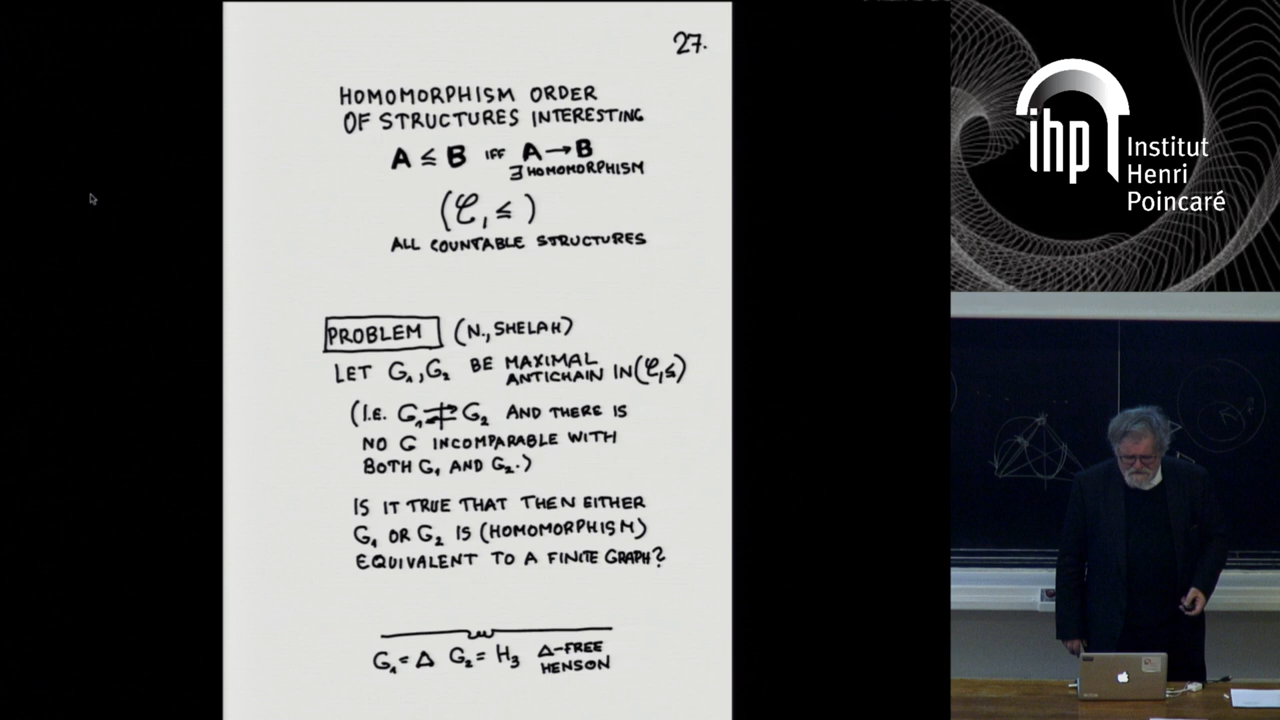 27.
HOMOMORPHISM ORDER
OF STRUCTURES INTERESTING
A ≤ B IFF A → B
∃ HOMOMORPHISM
(𝒞, ≤)
ALL COUNTABLE STRUCTURES
PROBLEM (N., SHELAH)
LET G₁, G₂ BE MAXIMAL
ANTICHAIN IN (𝒞, ≤)
(I.E. G₁ ⇄̸ G₂ AND THERE IS
NO G INCOMPARABLE WITH
BOTH G₁ AND G₂.)
IS IT TRUE THAT THEN EITHER
G₁ OR G₂ IS (HOMOMORPHISM)
EQUIVALENT TO A FINITE GRAPH?
G₁ = Δ G₂ = H₃ Δ-FREE
HENSON
ihp Institut
Henri
Poincaré